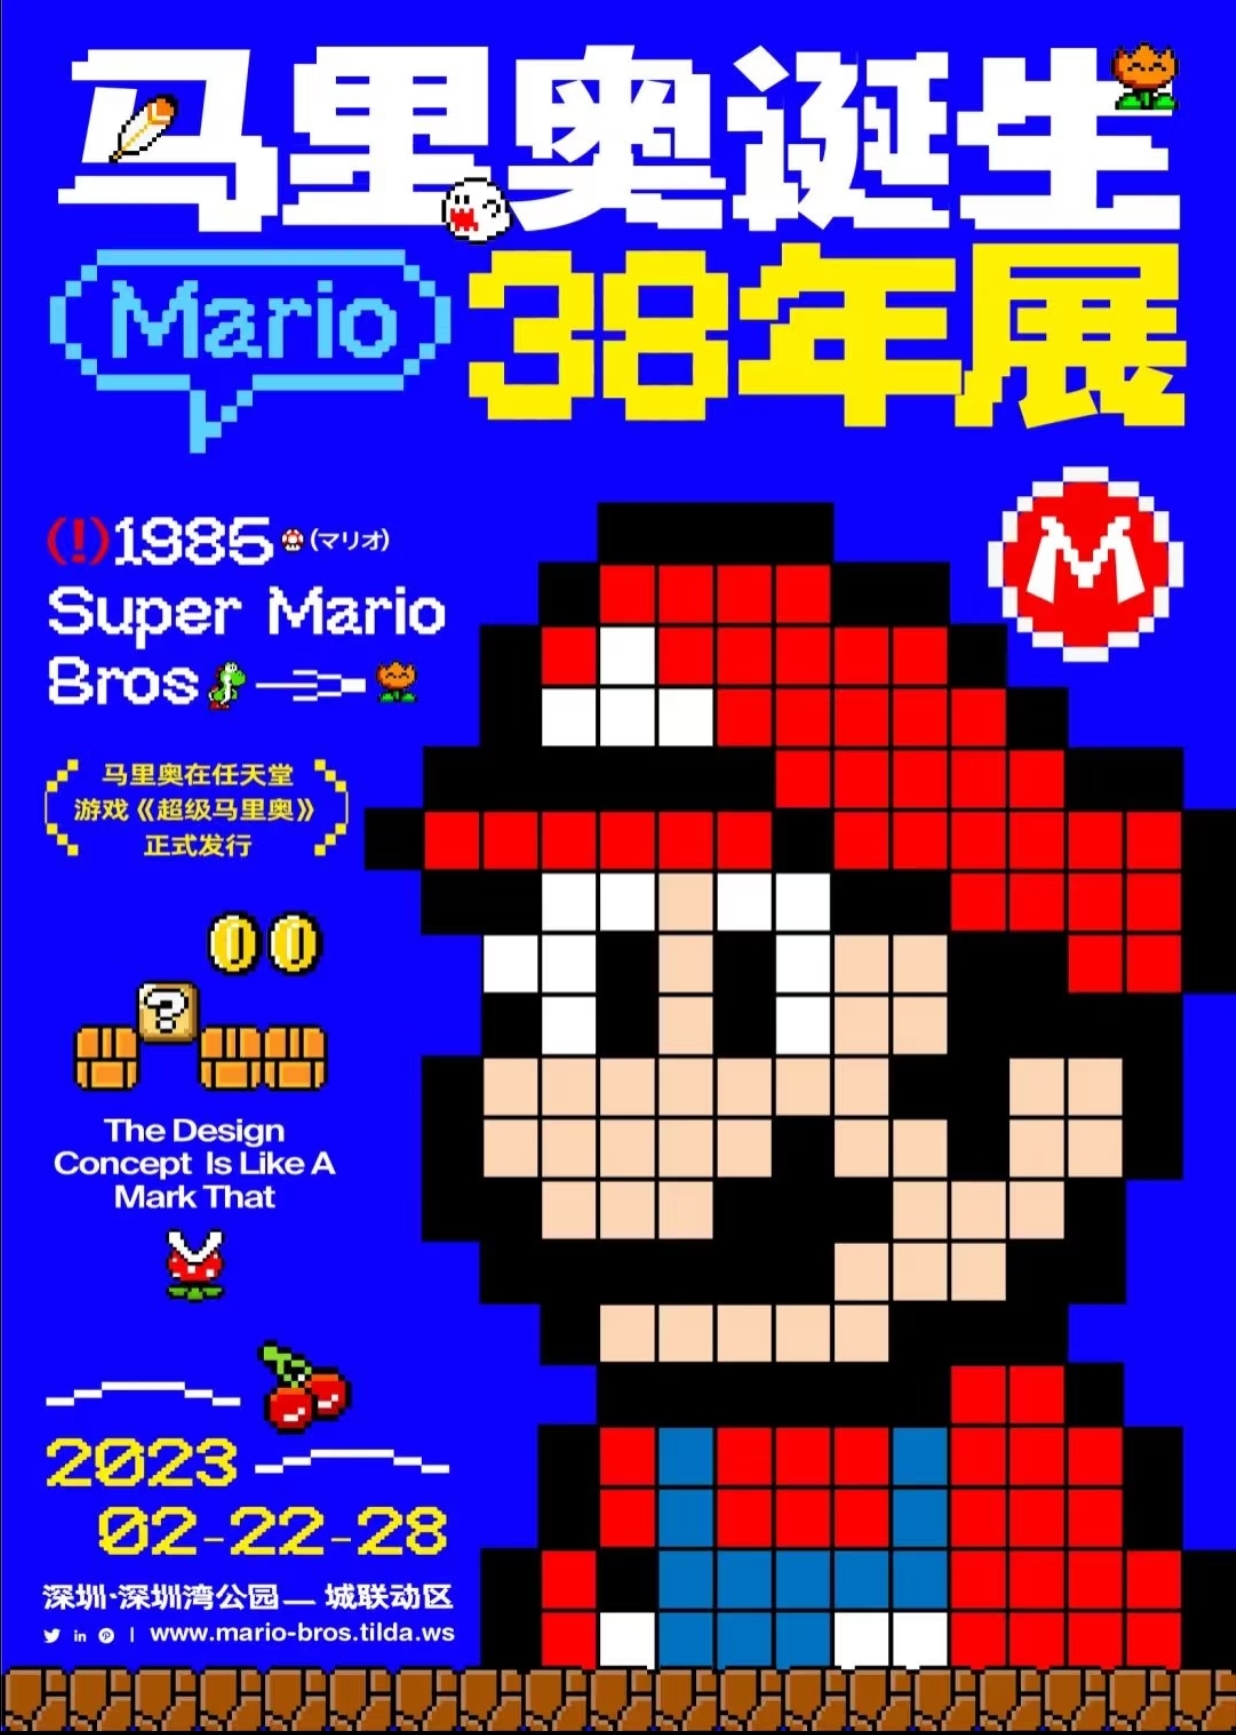 马里奥诞生
Mario
38年展
M
(!)1985 (マリオ)
Super Mario
Bros
马里奥在任天堂
游戏《超级马里奥》
正式发行
?
The Design
Concept Is Like A
Mark That
2023
02-22-28
深圳·深圳湾公园— 城联动区
in | www.mario-bros.tilda.ws